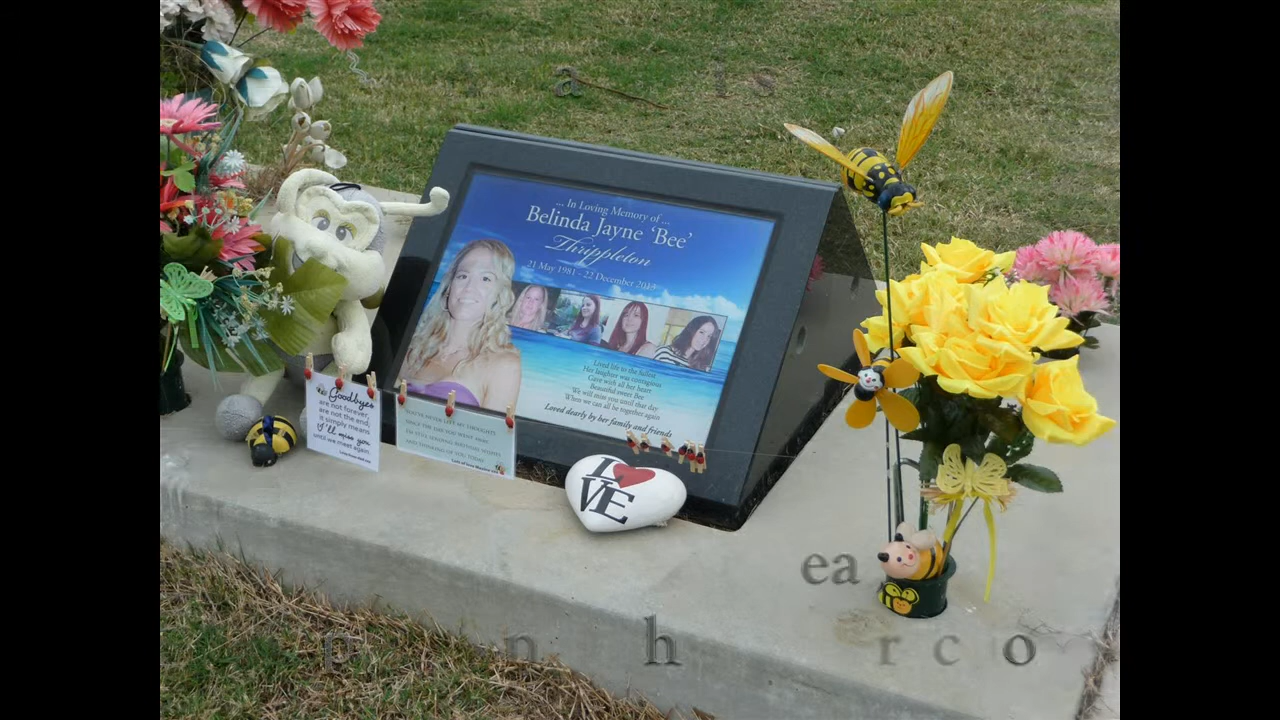 ... In Loving Memory of ...
Belinda Jayne 'Bee'
Thrippleton
21 May 1981 - 22 December 2013
Loved life to the fullest
Her laughter was contagious
Gave with all her heart
Beautiful sweet Bee
We will miss you until that day
When we can all be together again
Loved dearly by her family and friends
Goodbyes
are not forever,
are not the end,
it simply means
I'll miss you
until we meet again.
LOVE
ea
p n h r c o